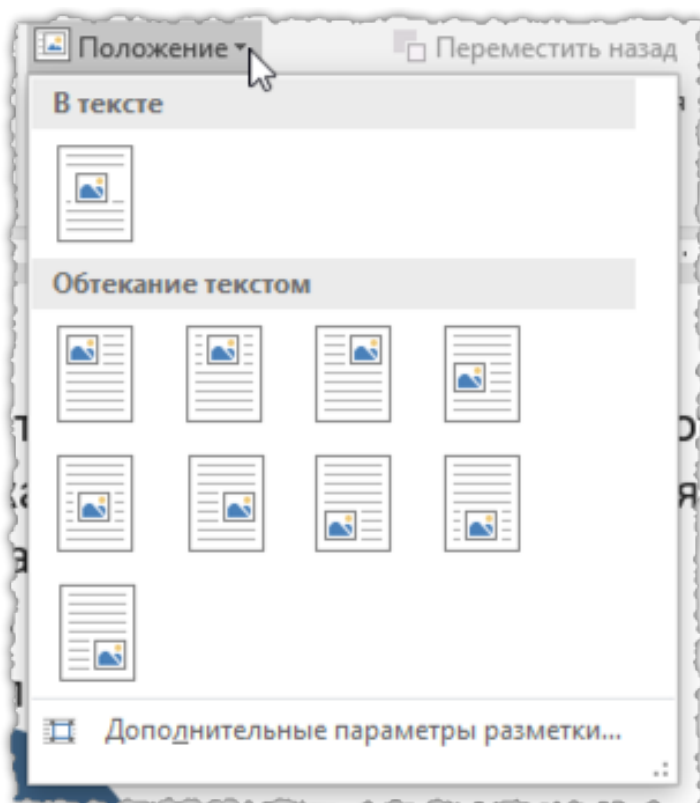 Положение
Переместить назад
В тексте
Обтекание текстом
Дополнительные параметры разметки...